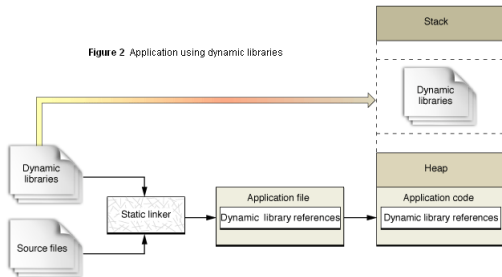 Figure 2 Application using dynamic libraries
Stack
Dynamic
libraries
Dynamic
libraries
Source files
Static linker
Application file
Dynamic library references
Heap
Application code
Dynamic library references